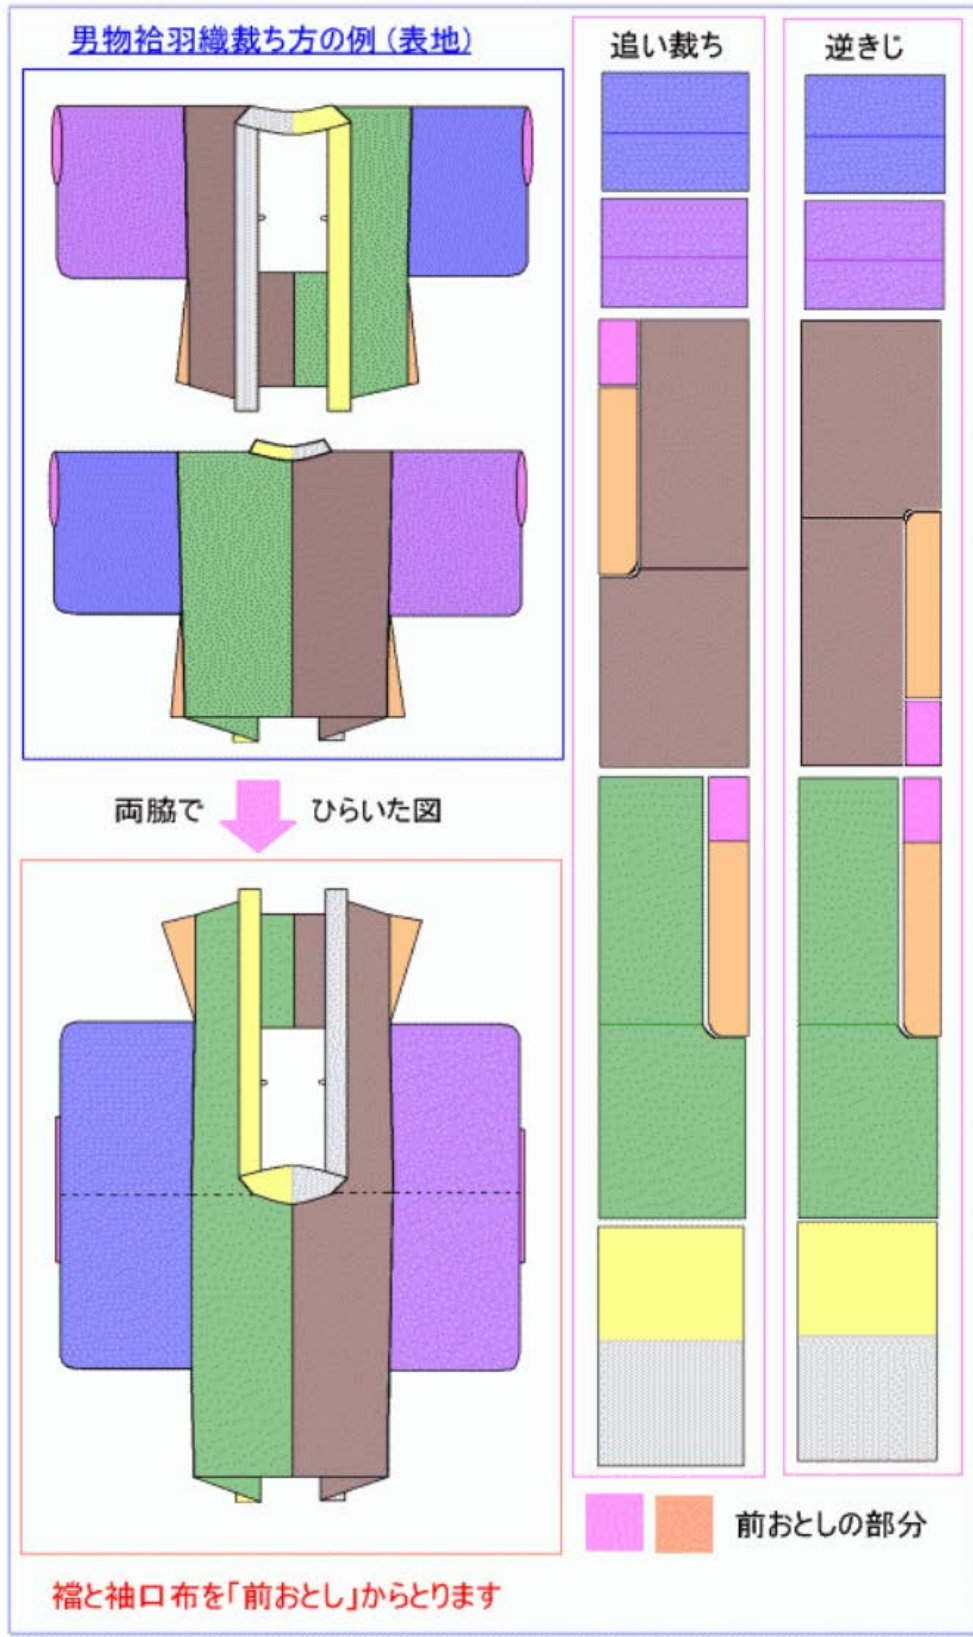 男物袷羽織裁ち方の例（表地）
追い裁ち
逆きじ
両脇で
ひらいた図
前おとしの部分
襠と袖口布を「前おとし」からとります